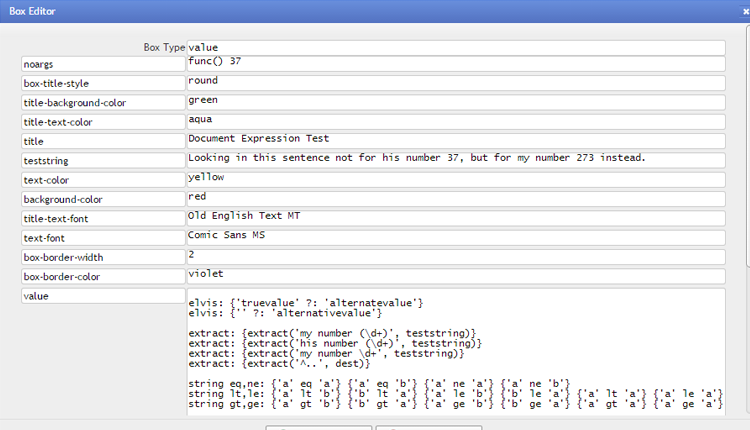 Box Editor
Box Type value
noargs func() 37
box-title-style round
title-background-color green
title-text-color aqua
title Document Expression Test
teststring Looking in this sentence not for his number 37, but for my number 273 instead.
text-color yellow
background-color red
title-text-font Old English Text MT
text-font Comic Sans MS
box-border-width 2
box-border-color violet
value
elvis: {'truevalue' ?: 'alternatevalue'}
elvis: {'' ?: 'alternativevalue'}
extract: {extract('my number (\d+)', teststring)}
extract: {extract('his number (\d+)', teststring)}
extract: {extract('my number \d+', teststring)}
extract: {extract('^..', dest)}
string eq,ne: {'a' eq 'a'} {'a' eq 'b'} {'a' ne 'a'} {'a' ne 'b'}
string lt,le: {'a' lt 'b'} {'b' lt 'a'} {'a' le 'b'} {'b' le 'a'} {'a' lt 'a'} {'a' le 'a'}
string gt,ge: {'a' gt 'b'} {'b' gt 'a'} {'a' ge 'b'} {'b' ge 'a'} {'a' gt 'a'} {'a' ge 'a'}